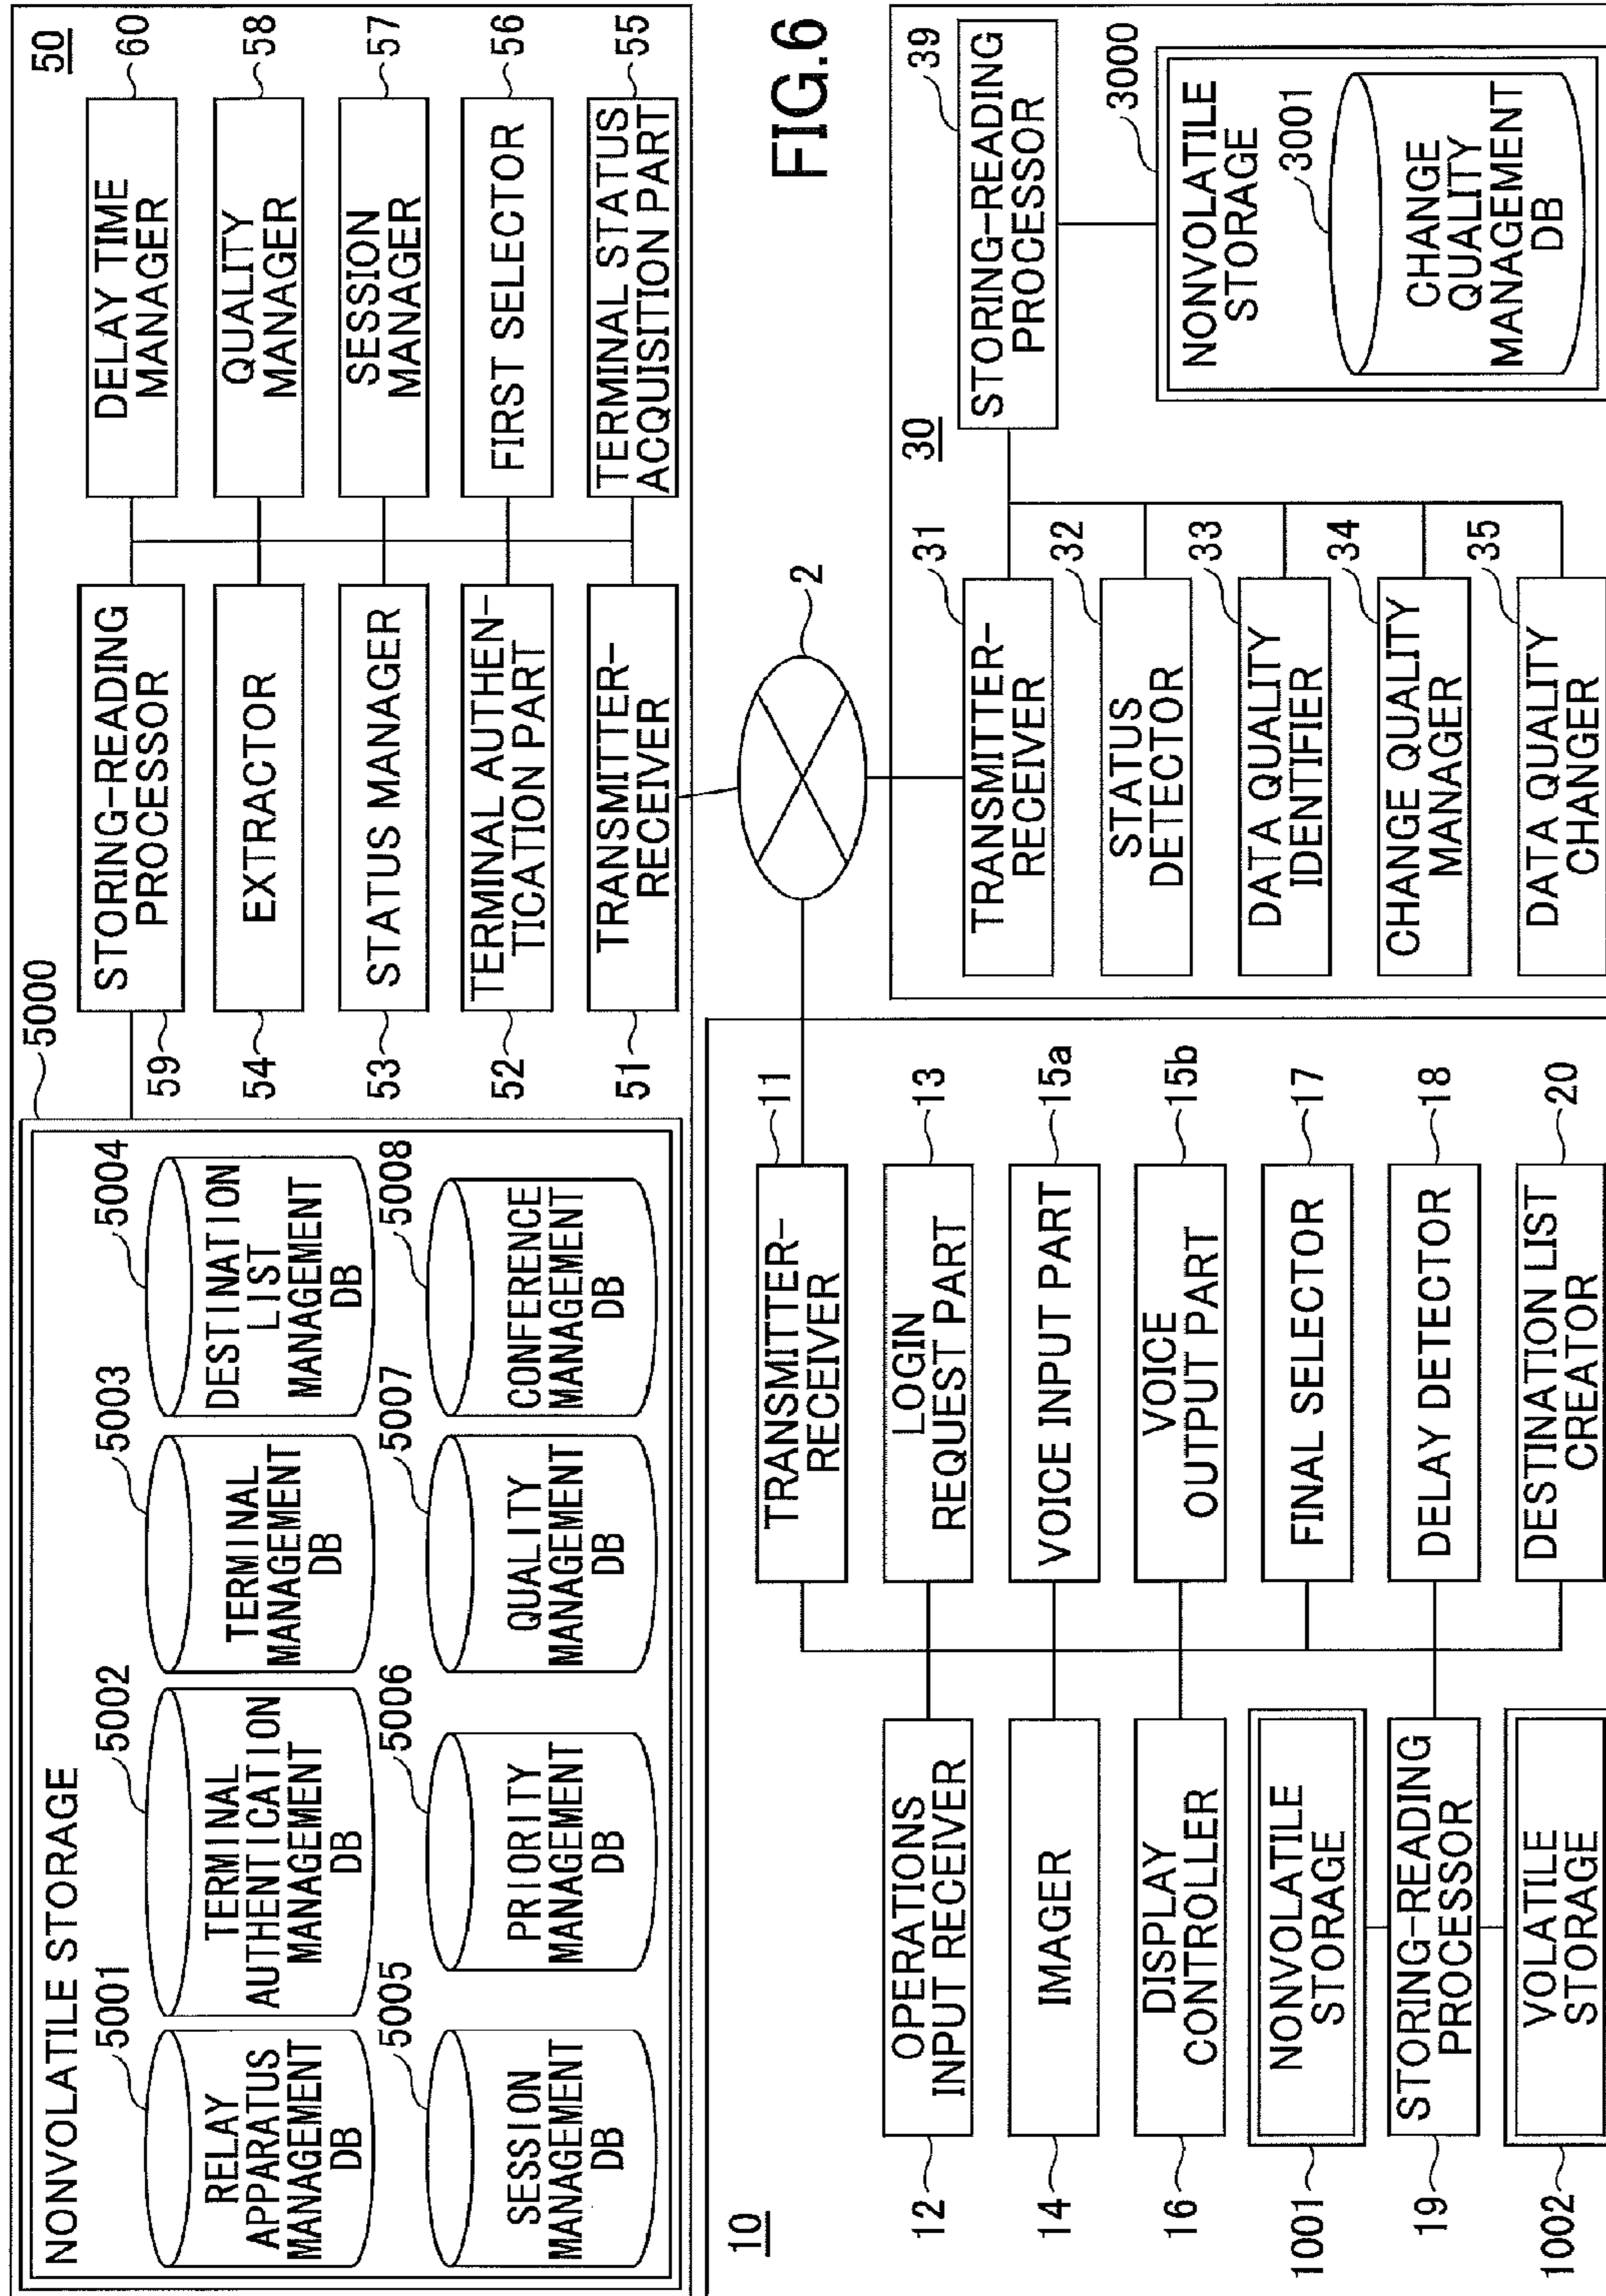 FIG.6
50
NONVOLATILE STORAGE
5000
5001
RELAY
APPARATUS
MANAGEMENT
DB
5002
TERMINAL
AUTHENTICATION
MANAGEMENT
DB
5003
TERMINAL
MANAGEMENT
DB
5004
DESTINATION
LIST
MANAGEMENT
DB
5005
SESSION
MANAGEMENT
DB
5006
PRIORITY
MANAGEMENT
DB
5007
QUALITY
MANAGEMENT
DB
5008
CONFERENCE
MANAGEMENT
DB
59
STORING-READING
PROCESSOR
54
EXTRACTOR
53
STATUS MANAGER
52
TERMINAL AUTHEN-
TICATION PART
51
TRANSMITTER-
RECEIVER
DELAY TIME
MANAGER
60
QUALITY
MANAGER
58
SESSION
MANAGER
57
FIRST SELECTOR
56
TERMINAL STATUS
ACQUISITION PART
55
2
10
12
OPERATIONS
INPUT RECEIVER
14
IMAGER
16
DISPLAY
CONTROLLER
1001
NONVOLATILE
STORAGE
19
STORING-READING
PROCESSOR
1002
VOLATILE
STORAGE
TRANSMITTER-
RECEIVER
11
LOGIN
REQUEST PART
13
VOICE INPUT PART
15a
VOICE
OUTPUT PART
15b
FINAL SELECTOR
17
DELAY DETECTOR
18
DESTINATION LIST
CREATOR
20
30
TRANSMITTER-
RECEIVER
31
STATUS
DETECTOR
32
DATA QUALITY
IDENTIFIER
33
CHANGE QUALITY
MANAGER
34
DATA QUALITY
CHANGER
35
STORING-READING
PROCESSOR
39
3000
NONVOLATILE
STORAGE
3001
CHANGE
QUALITY
MANAGEMENT
DB